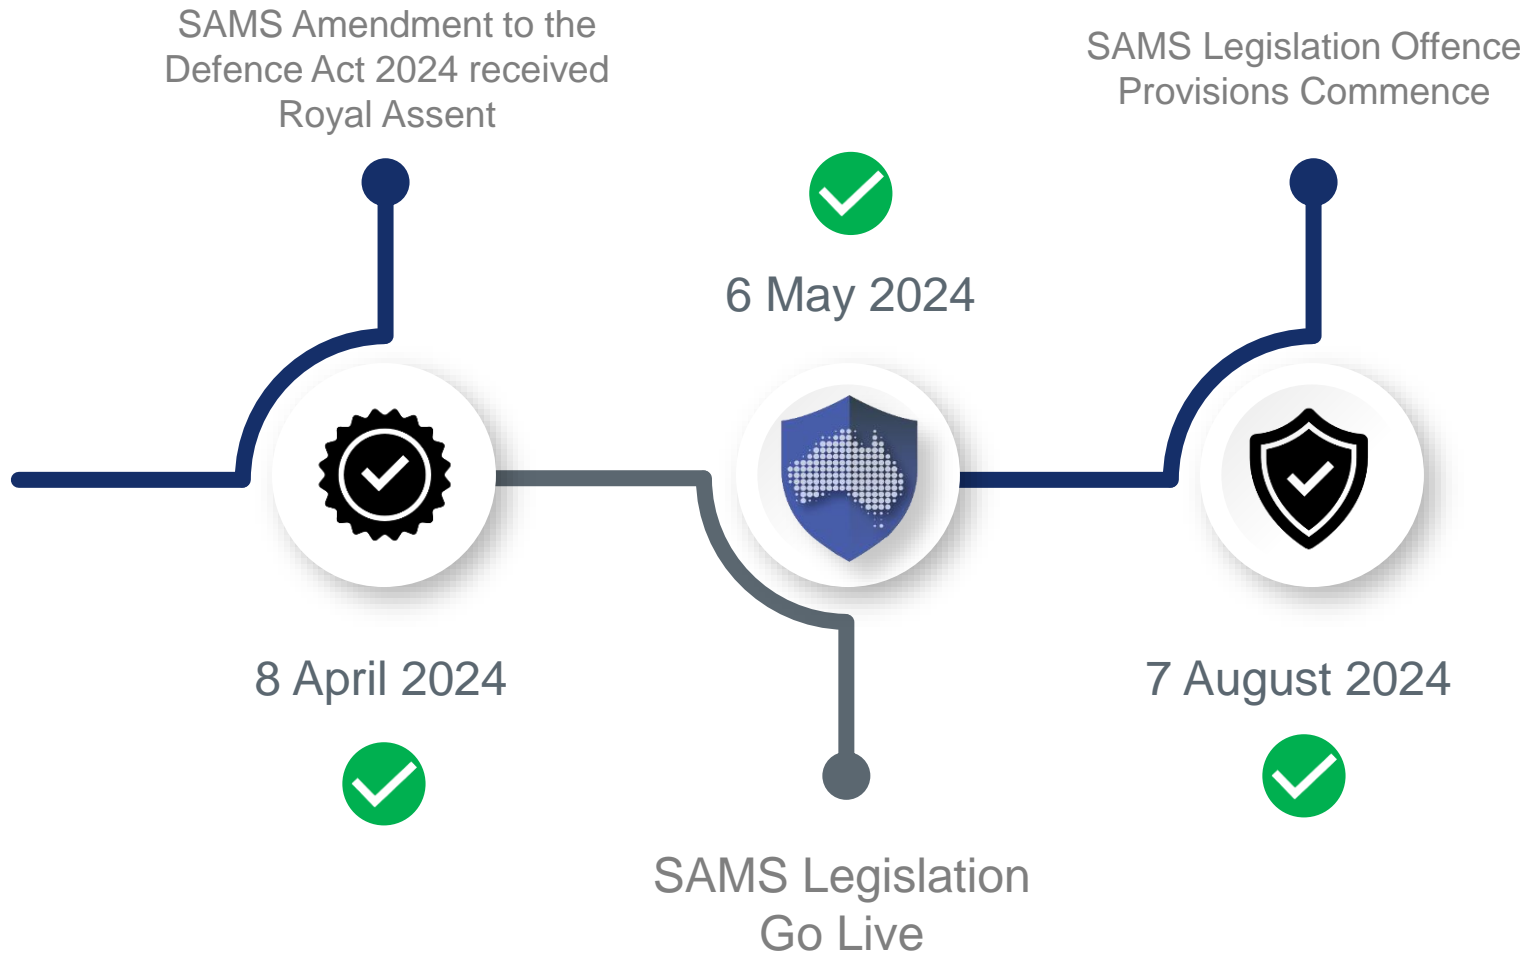 SAMS Amendment to the
Defence Act 2024 received
Royal Assent
8 April 2024
6 May 2024
SAMS Legislation
Go Live
SAMS Legislation Offence
Provisions Commence
7 August 2024